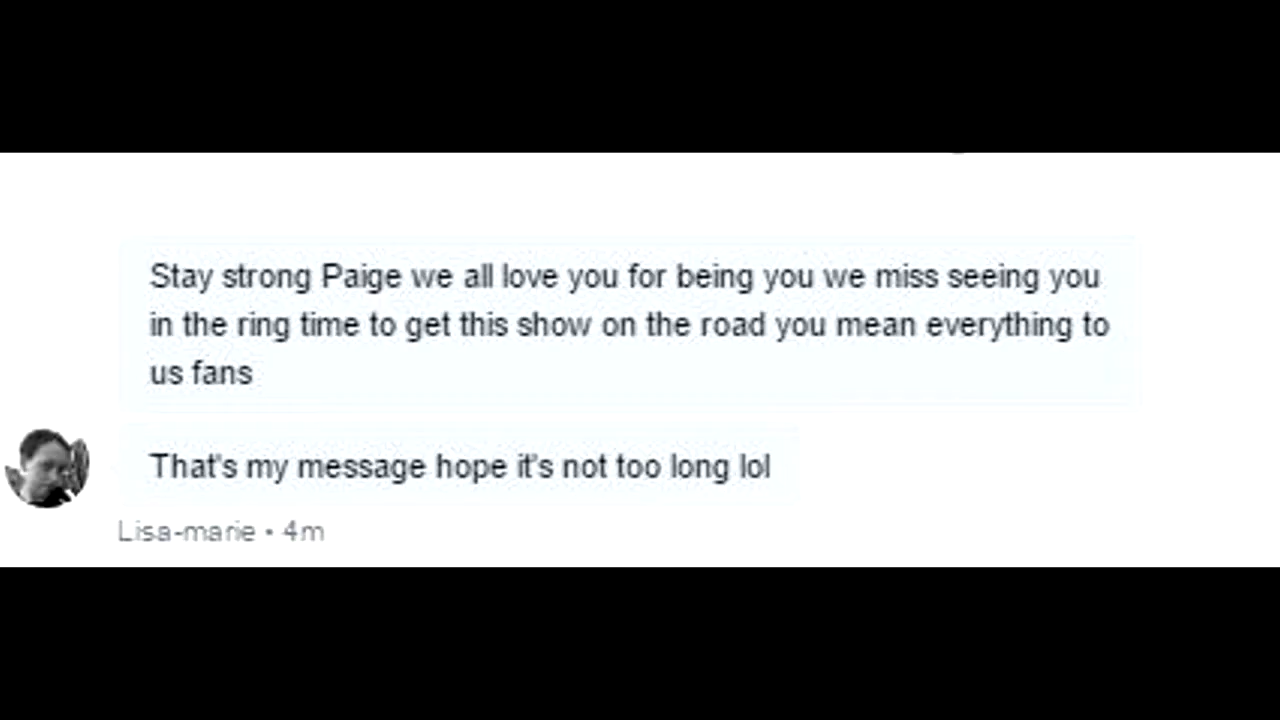 Stay strong Paige we all love you for being you we miss seeing you
in the ring time to get this show on the road you mean everything to
us fans
That's my message hope it's not too long lol
Lisa-marie • 4m